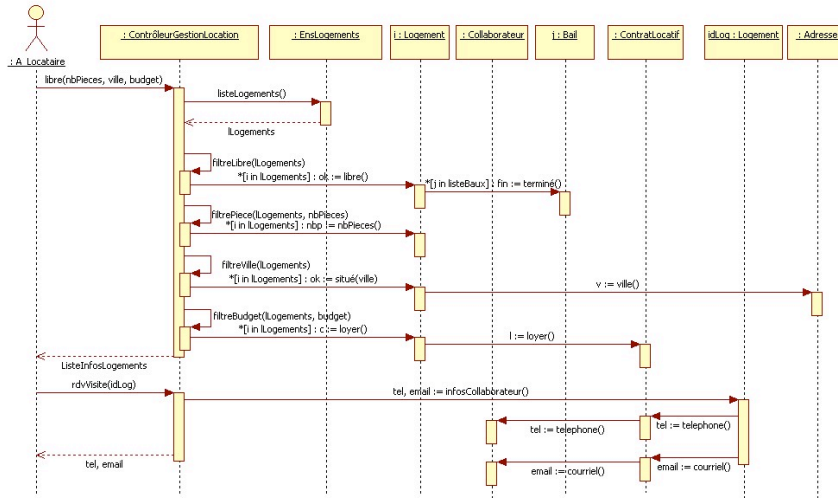 : ContrôleurGestionLocation
: EnsLogements
i : Logement
: Collaborateur
j : Bail
: ContratLocatif
idLog : Logement
: Adresse
: A_Locataire
libre(nbPieces, ville, budget)
listeLogements()
lLogements
filtreLibre(lLogements)
*[i in lLogements] : ok := libre()
*[j in listeBaux] : fin := terminé()
filtrePiece(lLogements, nbPieces)
*[i in lLogements] : nbp := nbPieces()
filtreVille(lLogements)
*[i in lLogements] : ok := situé(ville)
v := ville()
filtreBudget(lLogements, budget)
*[i in lLogements] : c := loyer()
l := loyer()
ListeInfosLogements
rdvVisite(idLog)
tel, email := infosCollaborateur()
tel := telephone()
tel := telephone()
tel, email
email := courriel()
email := courriel()